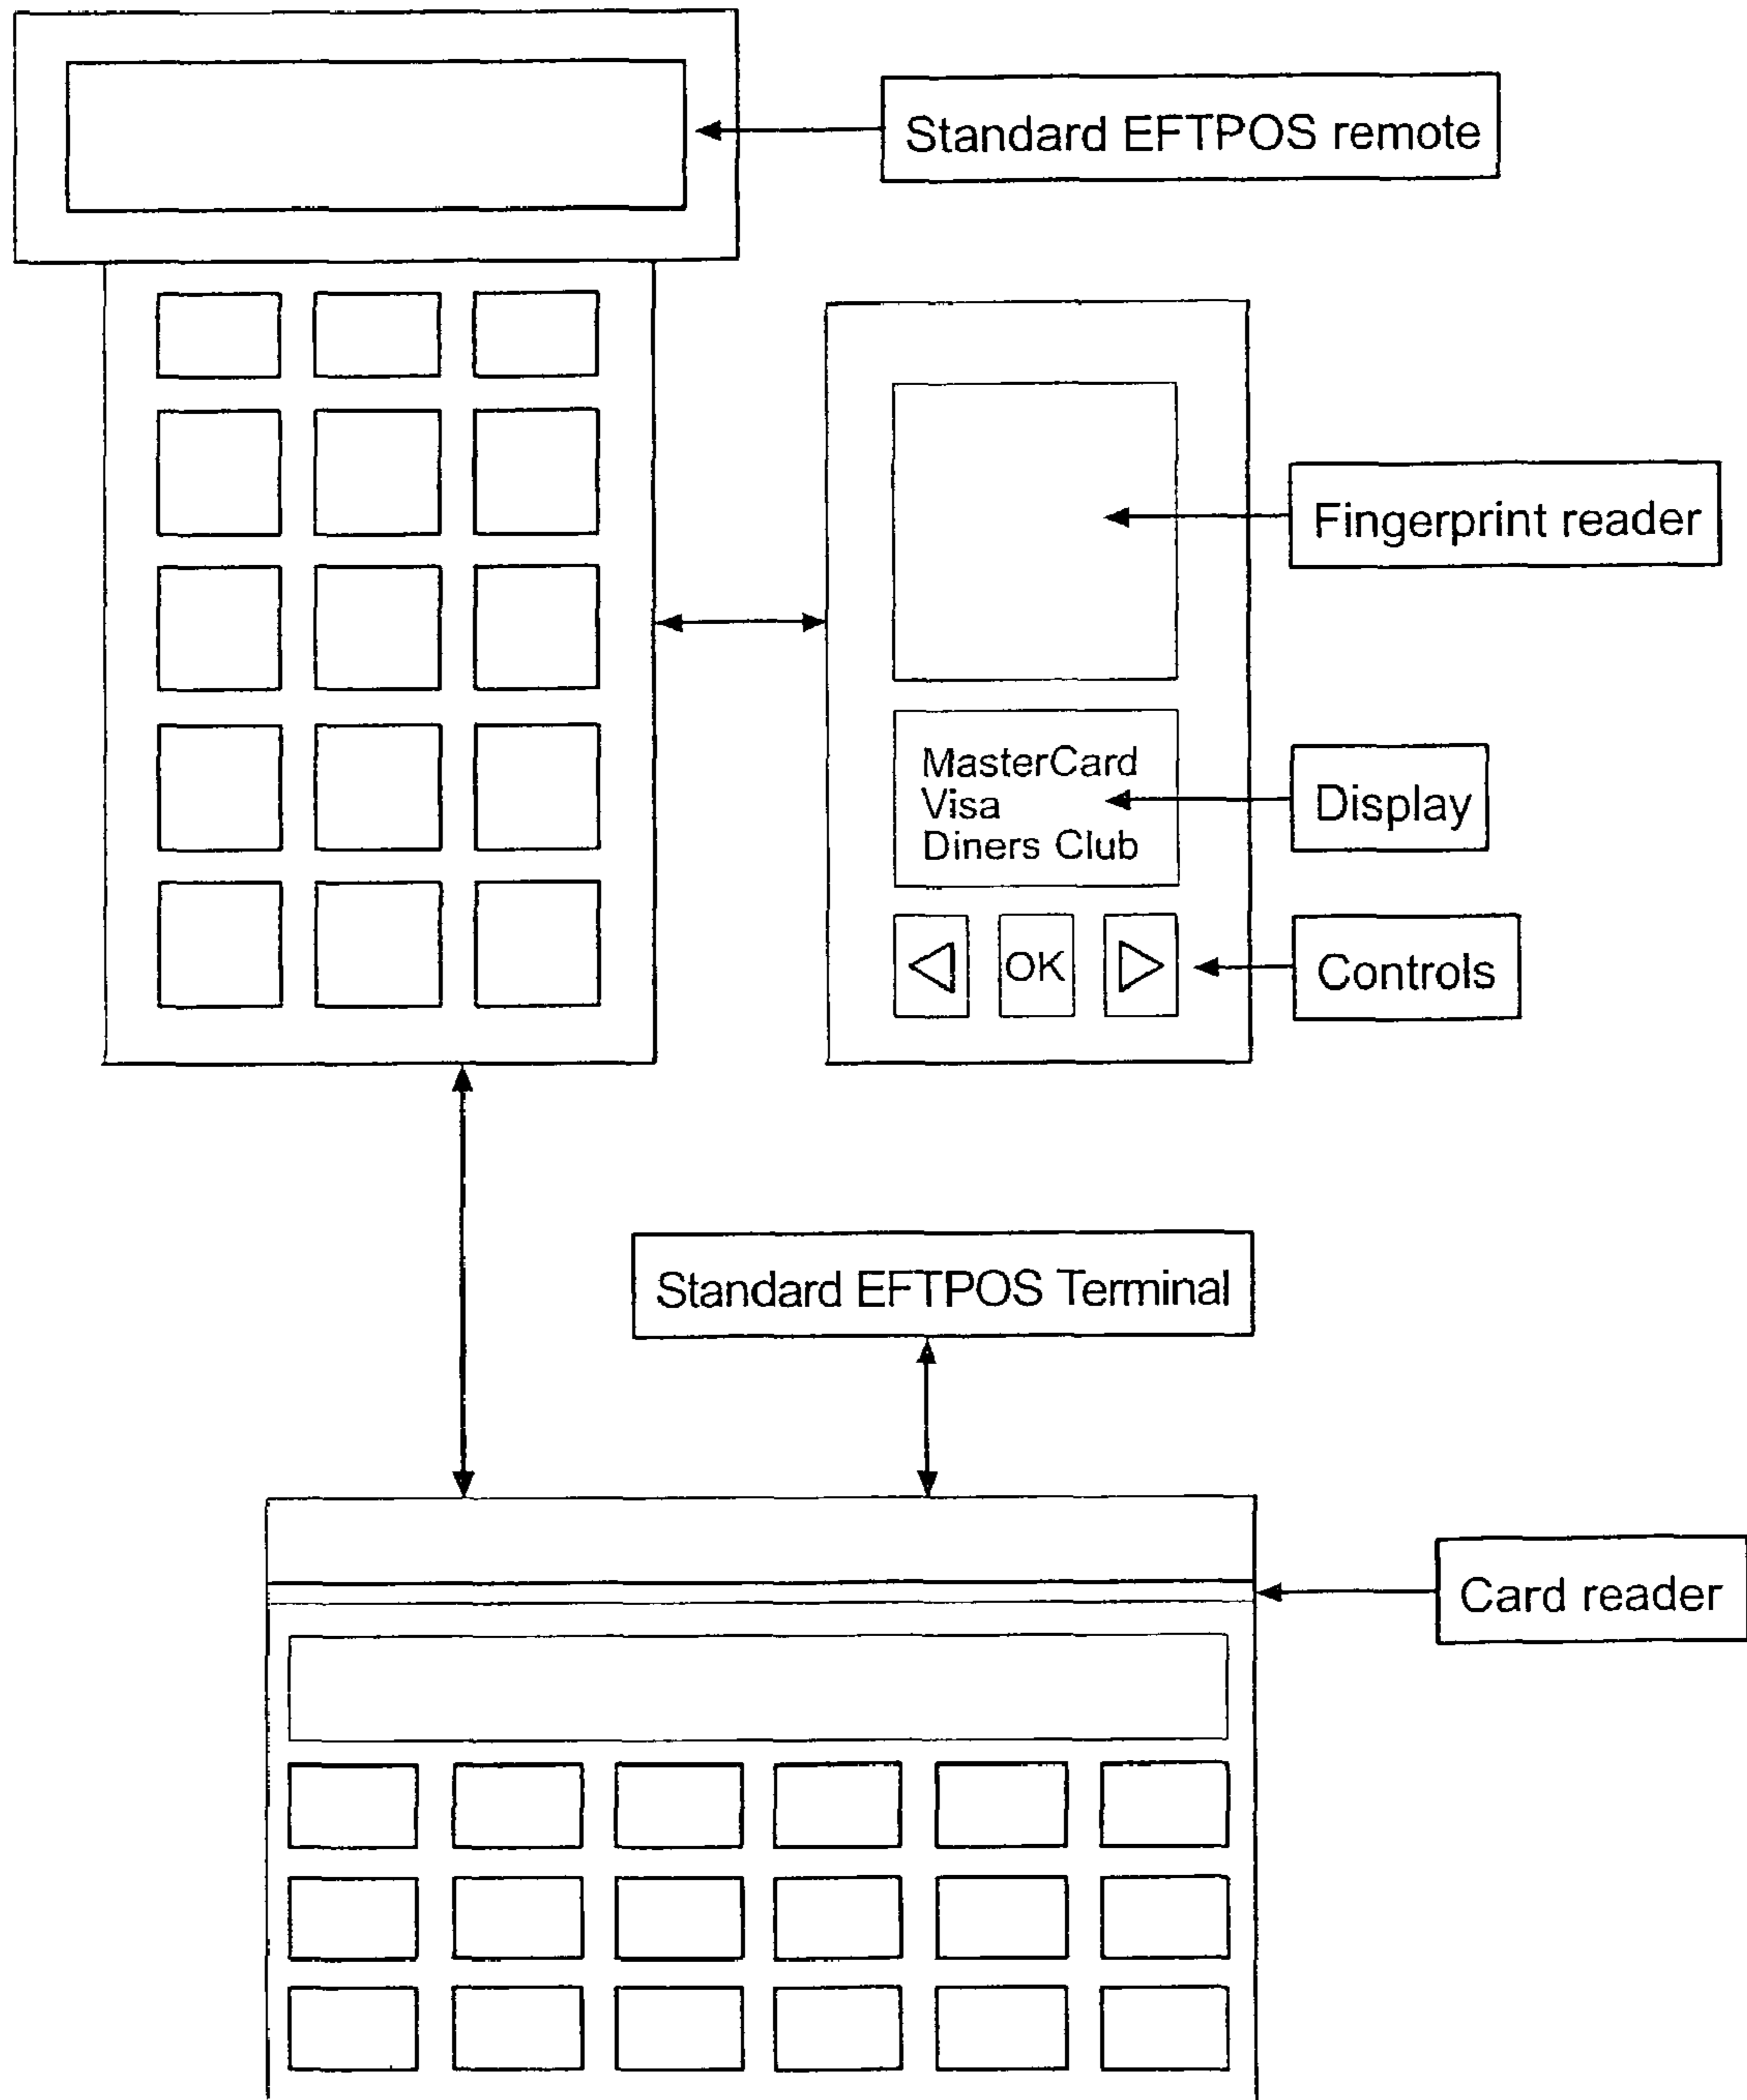 Standard EFTPOS remote
Fingerprint reader
MasterCard
Visa
Diners Club
Display
OK
Controls
Standard EFTPOS Terminal
Card reader